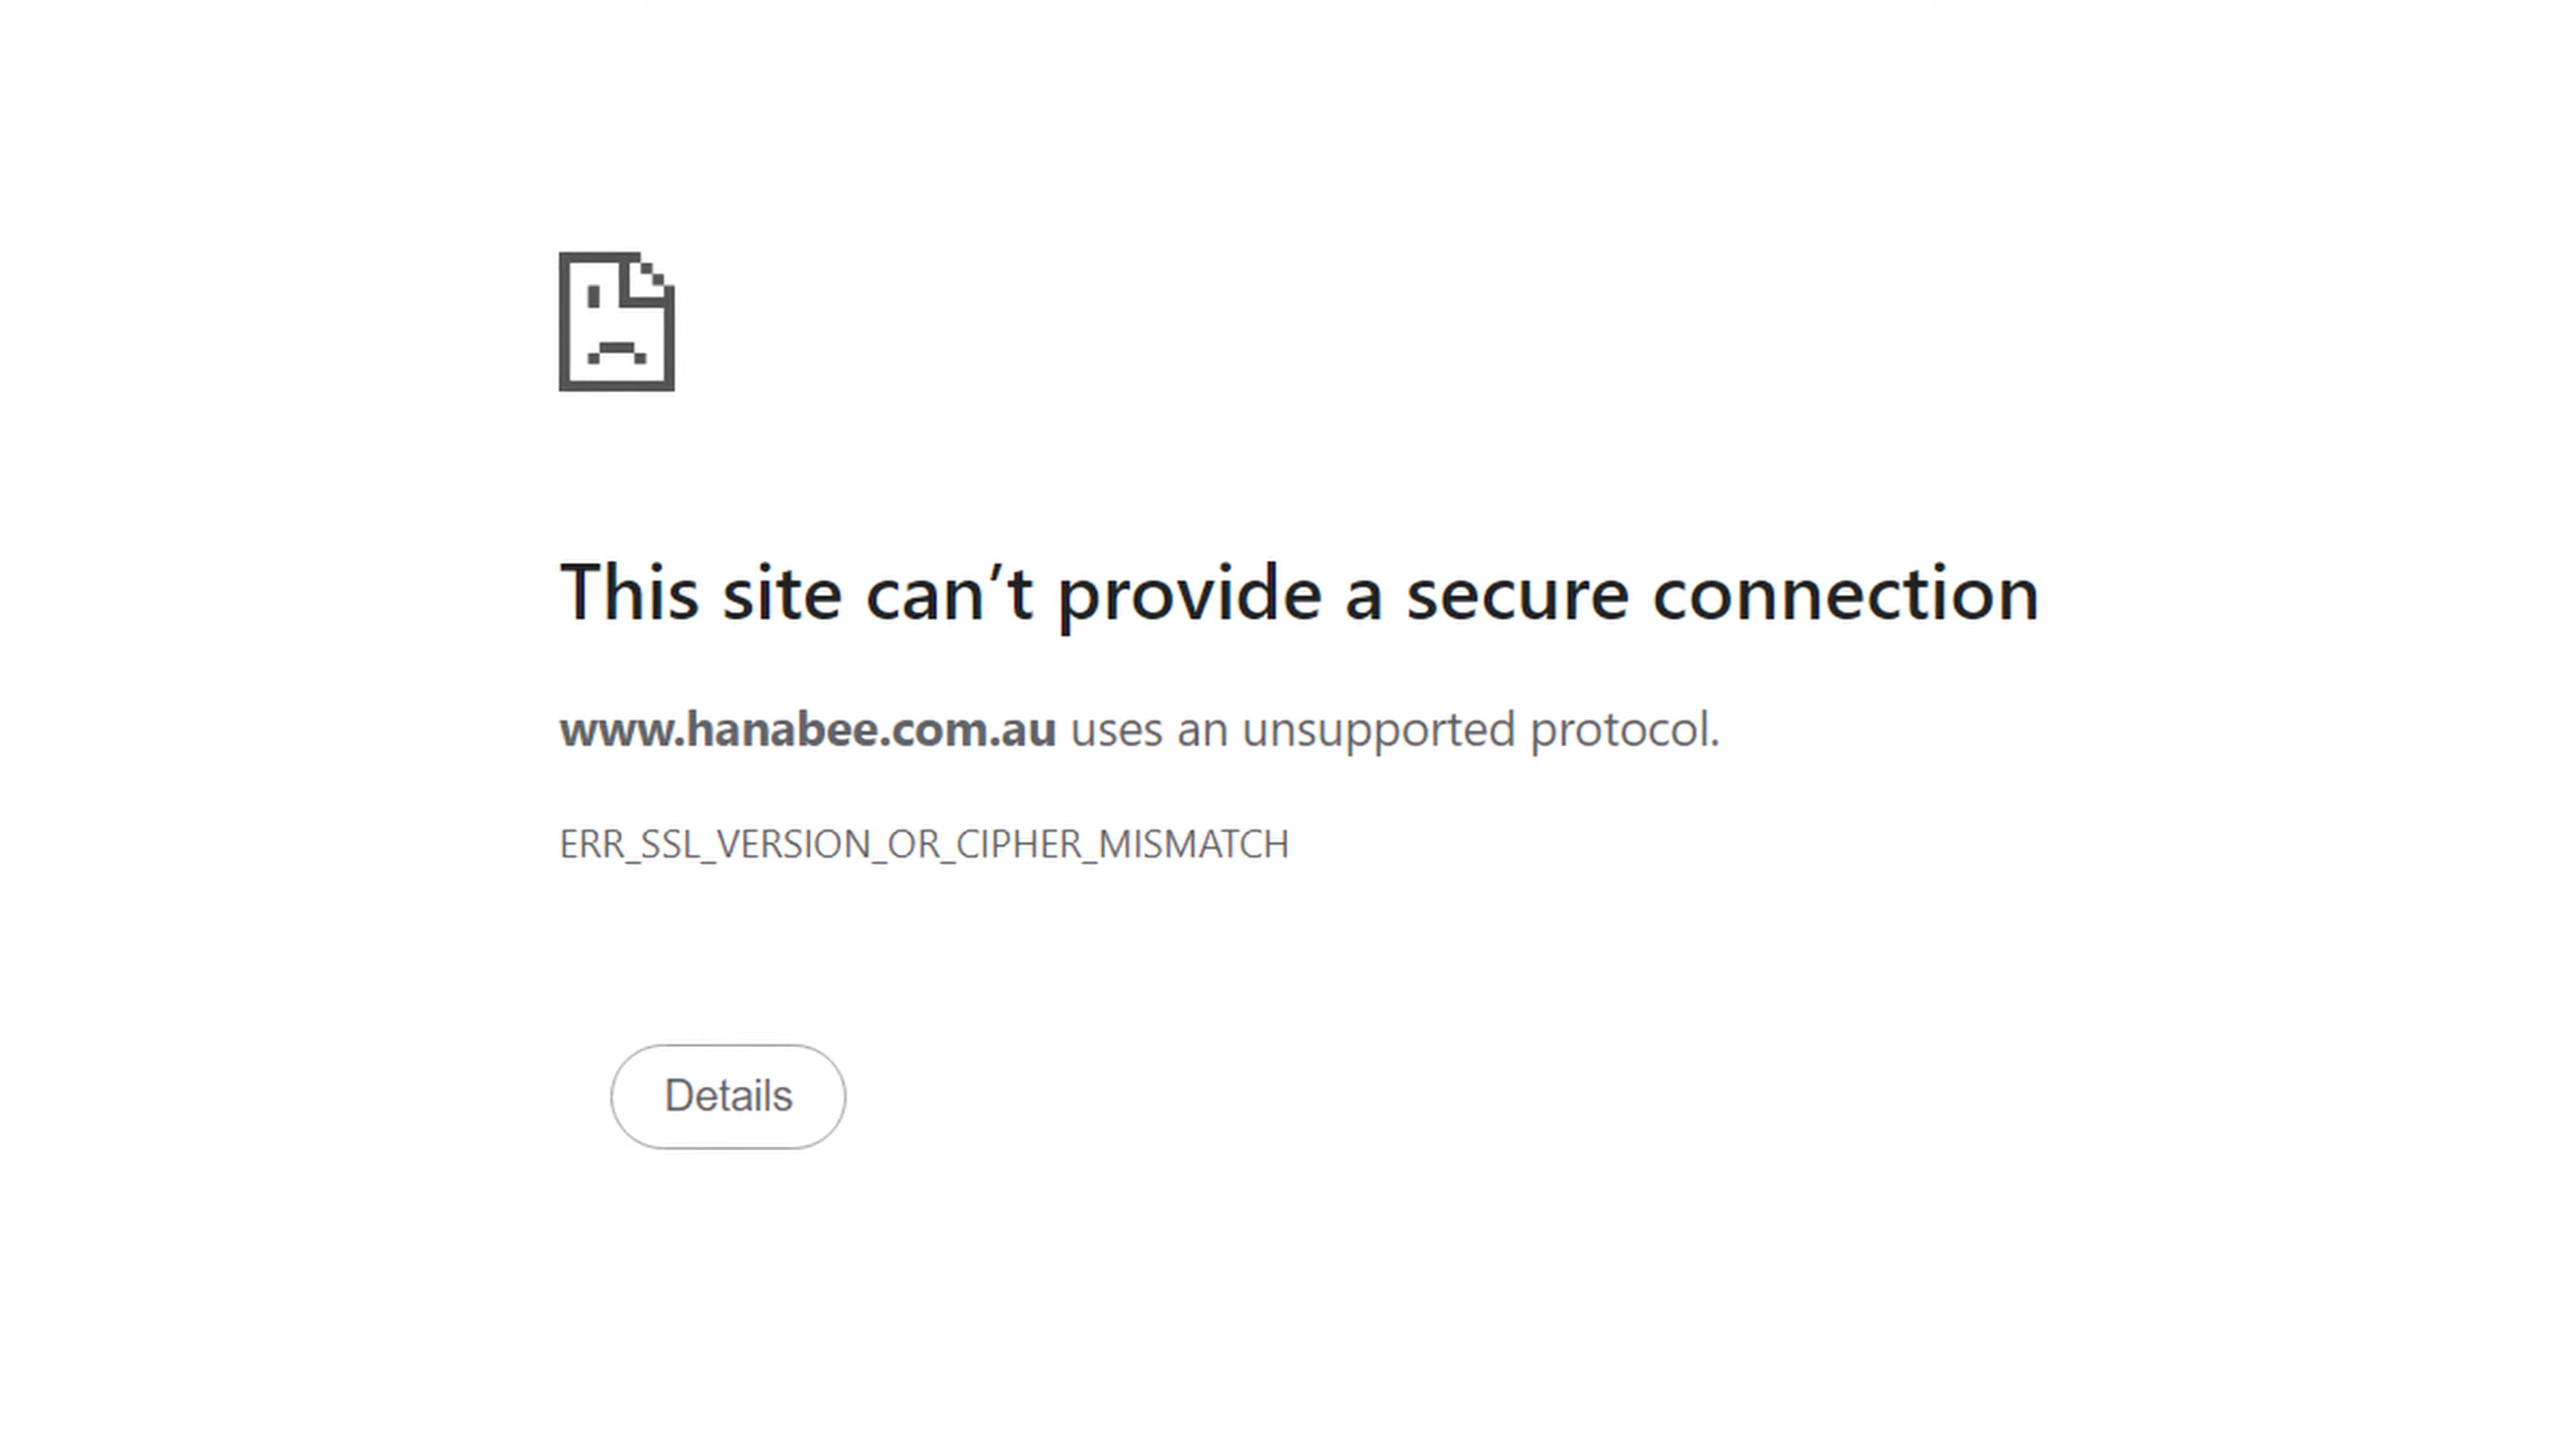 This site can’t provide a secure connection
www.hanabee.com.au uses an unsupported protocol.
ERR_SSL_VERSION_OR_CIPHER_MISMATCH
Details